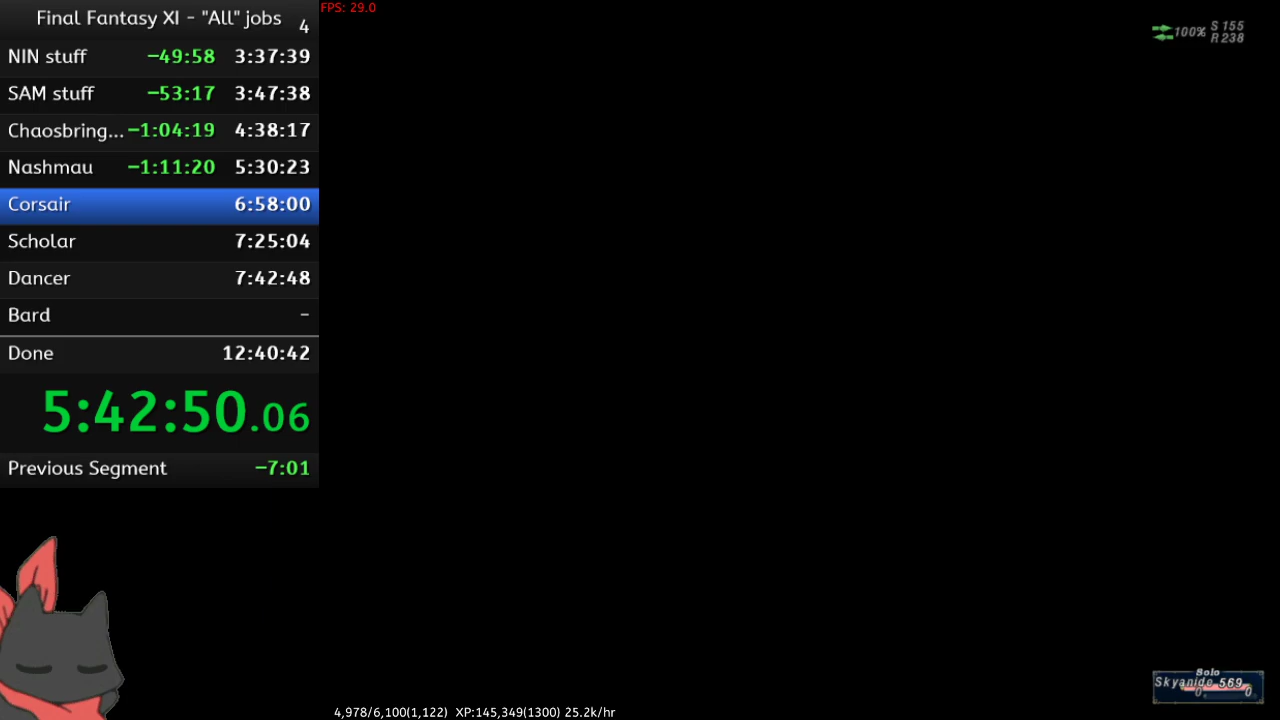 Final Fantasy XI - "All" jobs 4
NIN stuff −49:58 3:37:39
SAM stuff −53:17 3:47:38
Chaosbring... −1:04:19 4:38:17
Nashmau −1:11:20 5:30:23
Corsair 6:58:00
Scholar 7:25:04
Dancer 7:42:48
Bard -
Done 12:40:42
5:42:50.06
Previous Segment −7:01
FPS: 29.0
100% S 155
R 238
Solo
Skyanide 569
0 0
4,978/6,100(1,122) XP:145,349(1300) 25.2k/hr